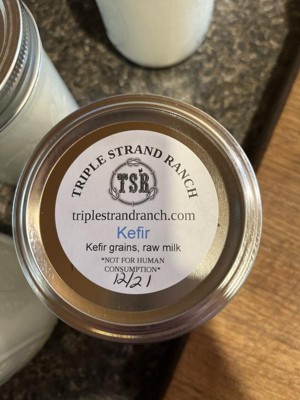 TRIPLE STRAND RANCH
TSR
triplestrandranch.com
Kefir
Kefir grains, raw milk
*NOT FOR HUMAN
CONSUMPTION*
12/21